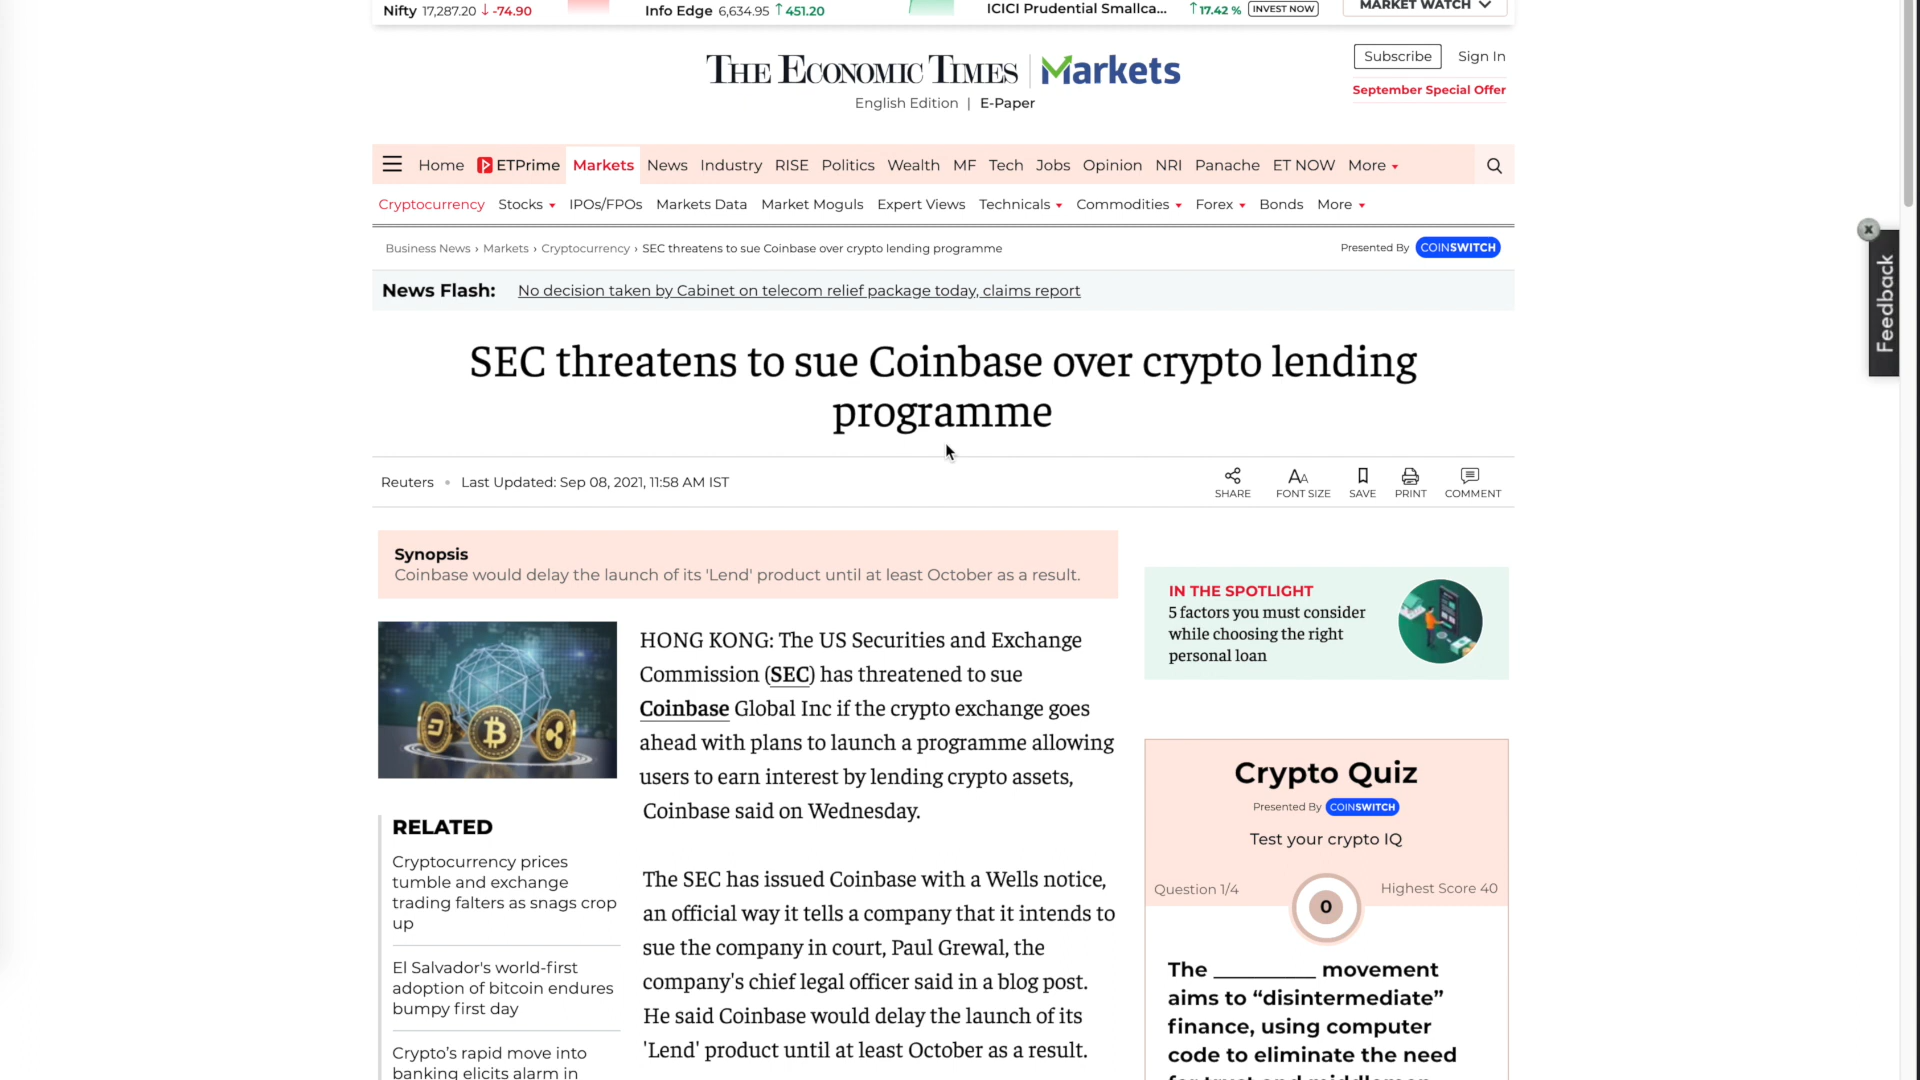 Nifty 17,287.20 ↓ -74.90
Info Edge 6,634.95 ↑ 451.20
ICICI Prudential Smallca... ↑ 17.42 % INVEST NOW
MARKET WATCH
THE ECONOMIC TIMES | Markets
English Edition | E-Paper
Subscribe Sign In
September Special Offer
Home ETPrime Markets News Industry RISE Politics Wealth MF Tech Jobs Opinion NRI Panache ET NOW More
Cryptocurrency Stocks IPOs/FPOs Markets Data Market Moguls Expert Views Technicals Commodities Forex Bonds More
Business News › Markets › Cryptocurrency › SEC threatens to sue Coinbase over crypto lending programme
Presented By COINSWITCH
x
Feedback
News Flash: No decision taken by Cabinet on telecom relief package today, claims report
SEC threatens to sue Coinbase over crypto lending
programme
Reuters • Last Updated: Sep 08, 2021, 11:58 AM IST
SHARE FONT SIZE SAVE PRINT COMMENT
Synopsis
Coinbase would delay the launch of its 'Lend' product until at least October as a result.
HONG KONG: The US Securities and Exchange
Commission (SEC) has threatened to sue
Coinbase Global Inc if the crypto exchange goes
ahead with plans to launch a programme allowing
users to earn interest by lending crypto assets,
Coinbase said on Wednesday.
The SEC has issued Coinbase with a Wells notice,
an official way it tells a company that it intends to
sue the company in court, Paul Grewal, the
company's chief legal officer said in a blog post.
He said Coinbase would delay the launch of its
'Lend' product until at least October as a result.
RELATED
Cryptocurrency prices
tumble and exchange
trading falters as snags crop
up
El Salvador's world-first
adoption of bitcoin endures
bumpy first day
Crypto's rapid move into
banking elicits alarm in
IN THE SPOTLIGHT
5 factors you must consider
while choosing the right
personal loan
Crypto Quiz
Presented By COINSWITCH
Test your crypto IQ
Question 1/4
0
Highest Score 40
The __________ movement
aims to “disintermediate”
finance, using computer
code to eliminate the need